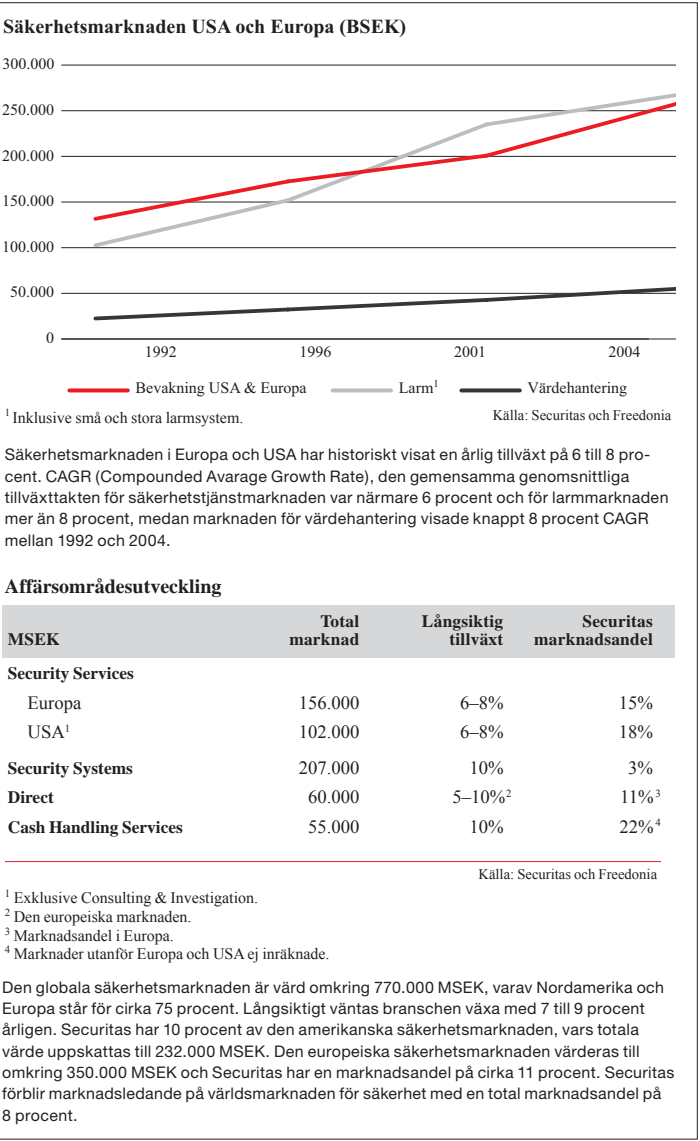 Säkerhetsmarknaden USA och Europa (BSEK)
300.000
250.000
200.000
150.000
100.000
50.000
0
1992 1996 2001 2004
Bevakning USA & Europa Larm¹ Värdehantering
¹ Inklusive små och stora larmsystem. Källa: Securitas och Freedonia
Säkerhetsmarknaden i Europa och USA har historiskt visat en årlig tillväxt på 6 till 8 pro-
cent. CAGR (Compounded Avarage Growth Rate), den gemensamma genomsnittliga
tillväxttakten för säkerhetstjänstmarknaden var närmare 6 procent och för larmmarknaden
mer än 8 procent, medan marknaden för värdehantering visade knappt 8 procent CAGR
mellan 1992 och 2004.
Affärsområdesutveckling
Total Långsiktig Securitas
MSEK marknad tillväxt marknadsandel
Security Services
Europa 156.000 6–8% 15%
USA¹ 102.000 6–8% 18%
Security Systems 207.000 10% 3%
Direct 60.000 5–10%² 11%³
Cash Handling Services 55.000 10% 22%⁴
Källa: Securitas och Freedonia
¹ Exklusive Consulting & Investigation.
² Den europeiska marknaden.
³ Marknadsandel i Europa.
⁴ Marknader utanför Europa och USA ej inräknade.
Den globala säkerhetsmarknaden är värd omkring 770.000 MSEK, varav Nordamerika och
Europa står för cirka 75 procent. Långsiktigt väntas branschen växa med 7 till 9 procent
årligen. Securitas har 10 procent av den amerikanska säkerhetsmarknaden, vars totala
värde uppskattas till 232.000 MSEK. Den europeiska säkerhetsmarknaden värderas till
omkring 350.000 MSEK och Securitas har en marknadsandel på cirka 11 procent. Securitas
förblir marknadsledande på världsmarknaden för säkerhet med en total marknadsandel på
8 procent.